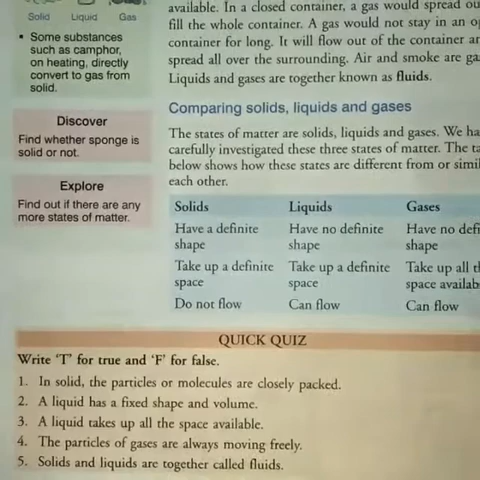 Solid Liquid Gas
• Some substances
such as camphor,
on heating, directly
convert to gas from
solid.
Discover
Find whether sponge is
solid or not.
Explore
Find out if there are any
more states of matter.
available. In a closed container, a gas would spread ou
fill the whole container. A gas would not stay in an o
container for long. It will flow out of the container a
spread all over the surrounding. Air and smoke are ga
Liquids and gases are together known as fluids.
Comparing solids, liquids and gases
The states of matter are solids, liquids and gases. We ha
carefully investigated these three states of matter. The ta
below shows how these states are different from or simil
each other.
Solids Liquids Gases
Have a definite Have no definite Have no defi
shape shape shape
Take up a definite Take up a definite Take up all t
space space space availab
Do not flow Can flow Can flow
QUICK QUIZ
Write 'T' for true and 'F' for false.
1. In solid, the particles or molecules are closely packed.
2. A liquid has a fixed shape and volume.
3. A liquid takes up all the space available.
4. The particles of gases are always moving freely.
5. Solids and liquids are together called fluids.